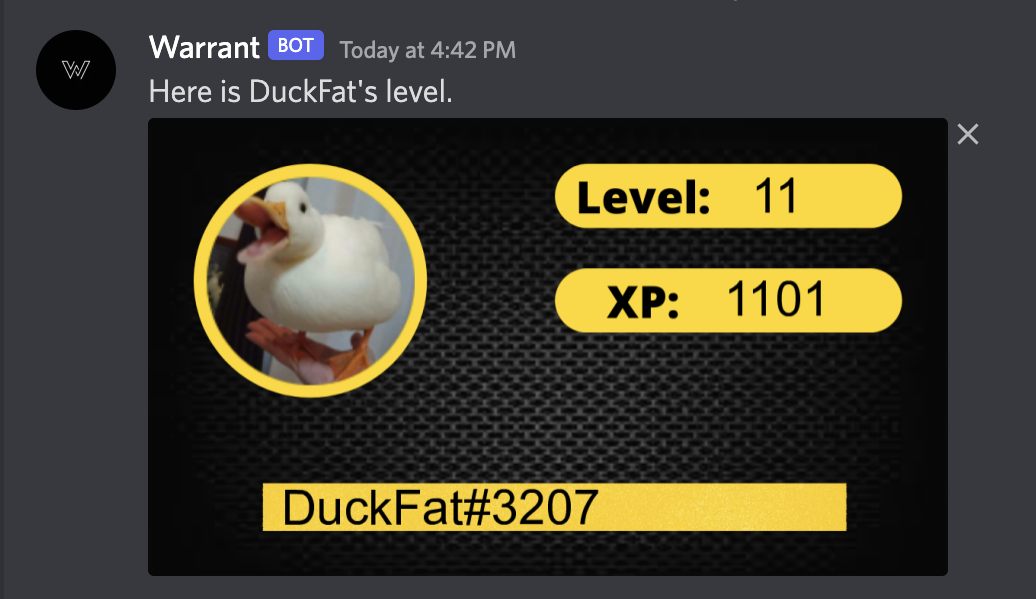 Warrant BOT Today at 4:42 PM
W
Here is DuckFat's level.
Level: 11
XP: 1101
DuckFat#3207